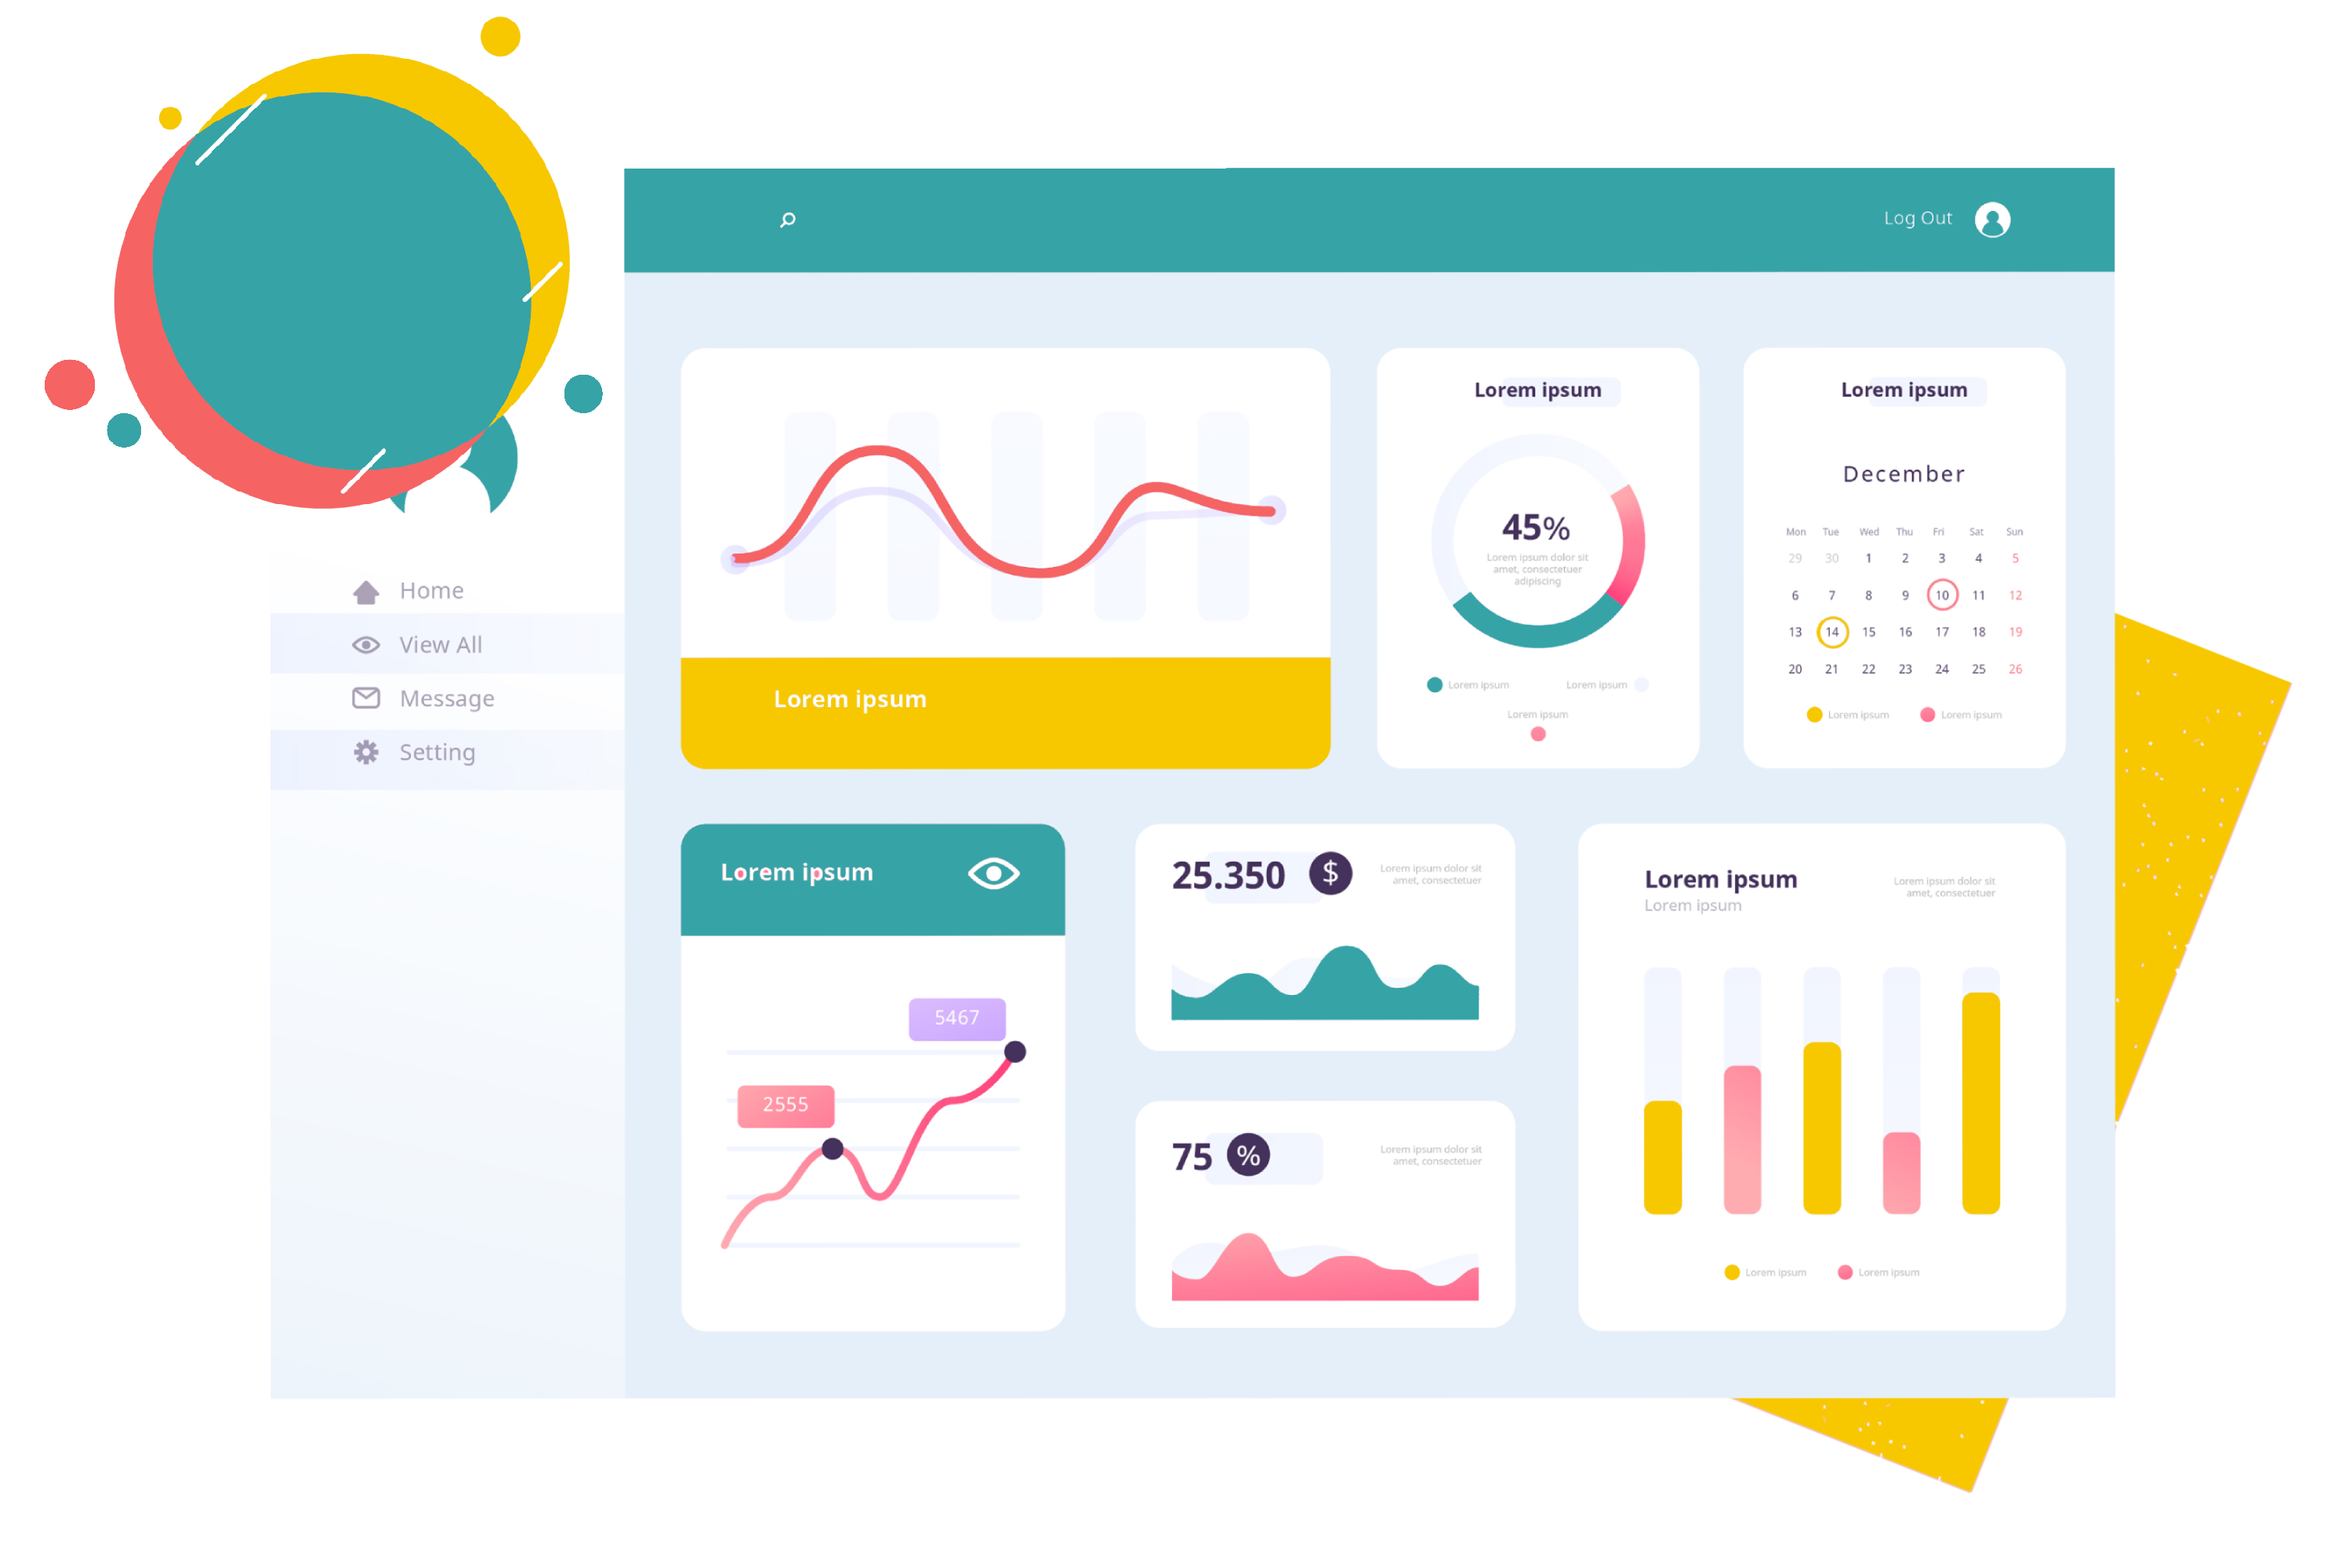 Log Out
Home
View All
Message
Setting
Lorem ipsum
Lorem ipsum
45%
Lorem ipsum dolor sit
amet, consectetuer
adipiscing
Lorem ipsum
Lorem ipsum
Lorem ipsum
Lorem ipsum
December
Mon Tue Wed Thu Fri Sat Sun
29 30 1 2 3 4 5
6 7 8 9 10 11 12
13 14 15 16 17 18 19
20 21 22 23 24 25 26
Lorem ipsum
Lorem ipsum
Lorem ipsum
5467
2555
25.350 $
Lorem ipsum dolor sit
amet, consectetuer
75 %
Lorem ipsum dolor sit
amet, consectetuer
Lorem ipsum
Lorem ipsum
Lorem ipsum dolor sit
amet, consectetuer
Lorem ipsum
Lorem ipsum